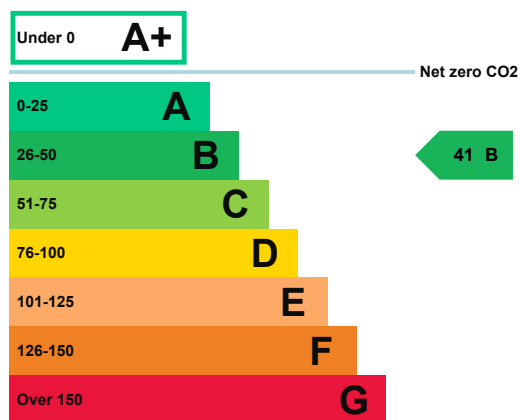 Under 0 A+
Net zero CO2
0-25 A
26-50 B
41 B
51-75 C
76-100 D
101-125 E
126-150 F
Over 150 G